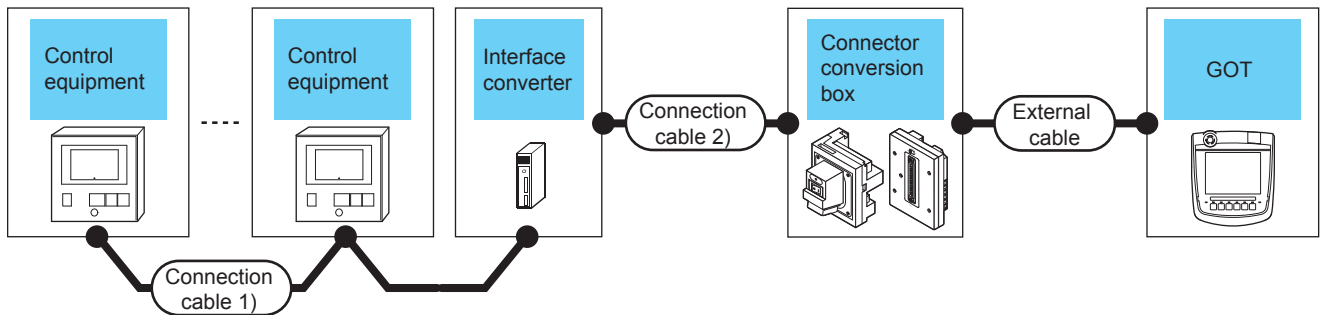 Control
equipment
Control
equipment
Interface
converter
Connector
conversion
box
GOT
Connection
cable 2)
External
cable
Connection
cable 1)